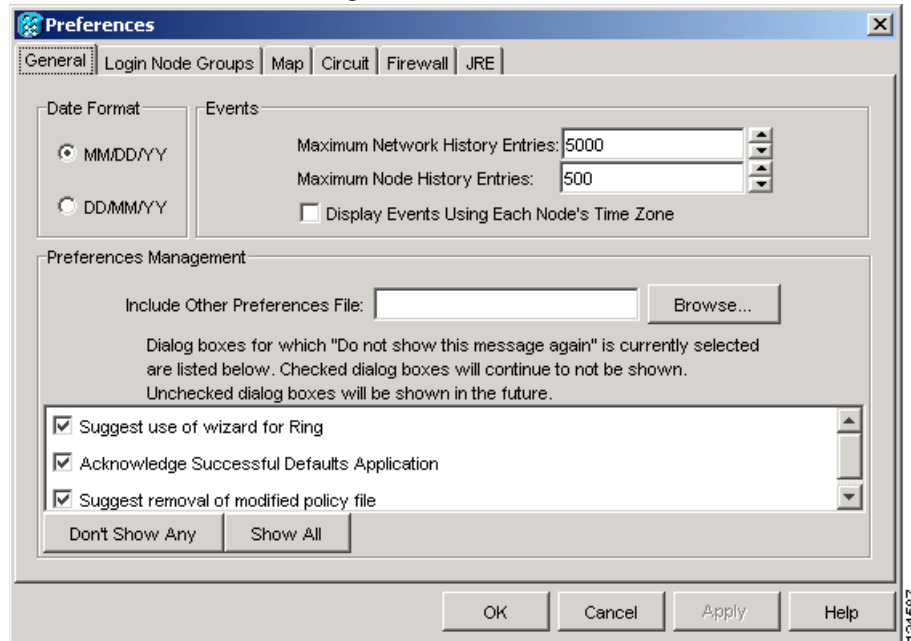 Preferences
General Login Node Groups Map Circuit Firewall JRE
Date Format
MM/DD/YY
DD/MM/YY
Events
Maximum Network History Entries: 5000
Maximum Node History Entries: 500
Display Events Using Each Node's Time Zone
Preferences Management
Include Other Preferences File: Browse...
Dialog boxes for which "Do not show this message again" is currently selected
are listed below. Checked dialog boxes will continue to not be shown.
Unchecked dialog boxes will be shown in the future.
Suggest use of wizard for Ring
Acknowledge Successful Defaults Application
Suggest removal of modified policy file
Don't Show Any Show All
OK Cancel Apply Help